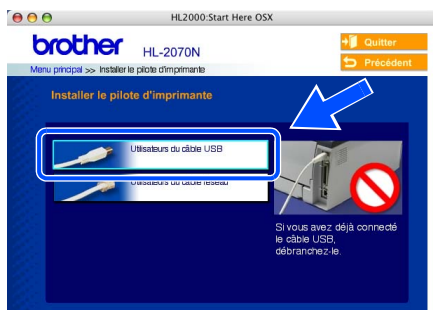 HL2000:Start Here OSX
brother
HL-2070N
Quitter
Précédent
Menu principal >> Installer le pilote d'imprimante
Installer le pilote d'imprimante
Utilisateurs du câble USB
Utilisateurs du câble réseau
Si vous avez déjà connecté
le câble USB,
débranchez-le.